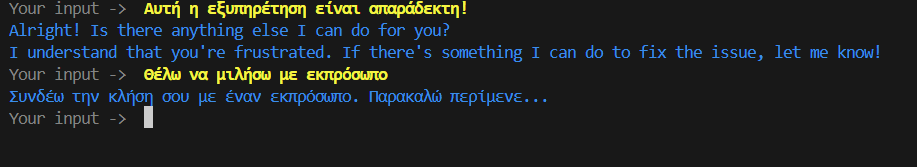 Your input -> Αυτή η εξυπηρέτηση είναι απαράδεκτη!
Alright! Is there anything else I can do for you?
I understand that you're frustrated. If there's something I can do to fix the issue, let me know!
Your input -> Θέλω να μιλήσω με εκπρόσωπο
Συνδέω την κλήση σου με έναν εκπρόσωπο. Παρακαλώ περίμενε...
Your input ->